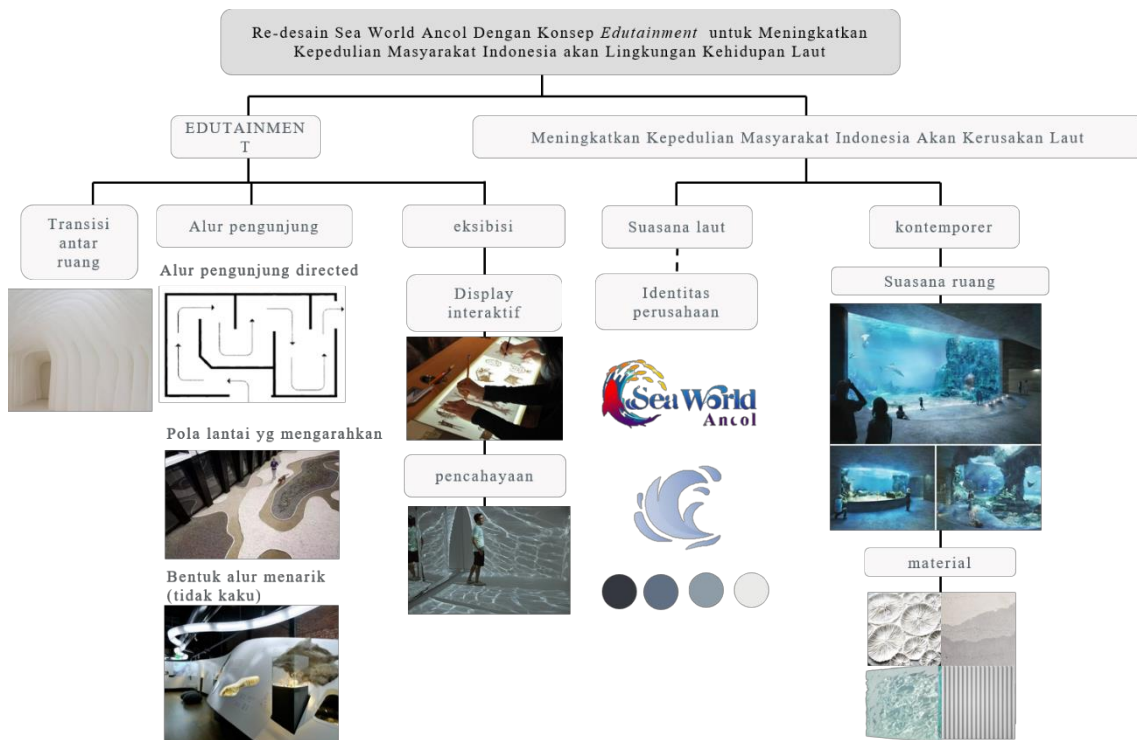 Re-desain Sea World Ancol Dengan Konsep Edutainment untuk Meningkatkan
Kepedulian Masyarakat Indonesia akan Lingkungan Kehidupan Laut
EDUTAINMEN
T
Meningkatkan Kepedulian Masyarakat Indonesia Akan Kerusakan Laut
Transisi
antar
ruang
Alur pengunjung
Alur pengunjung directed
Pola lantai yg mengarahkan
Bentuk alur menarik
(tidak kaku)
eksibisi
Display
interaktif
pencahayaan
Suasana laut
Identitas
perusahaan
Sea World
Ancol
kontemporer
Suasana ruang
material